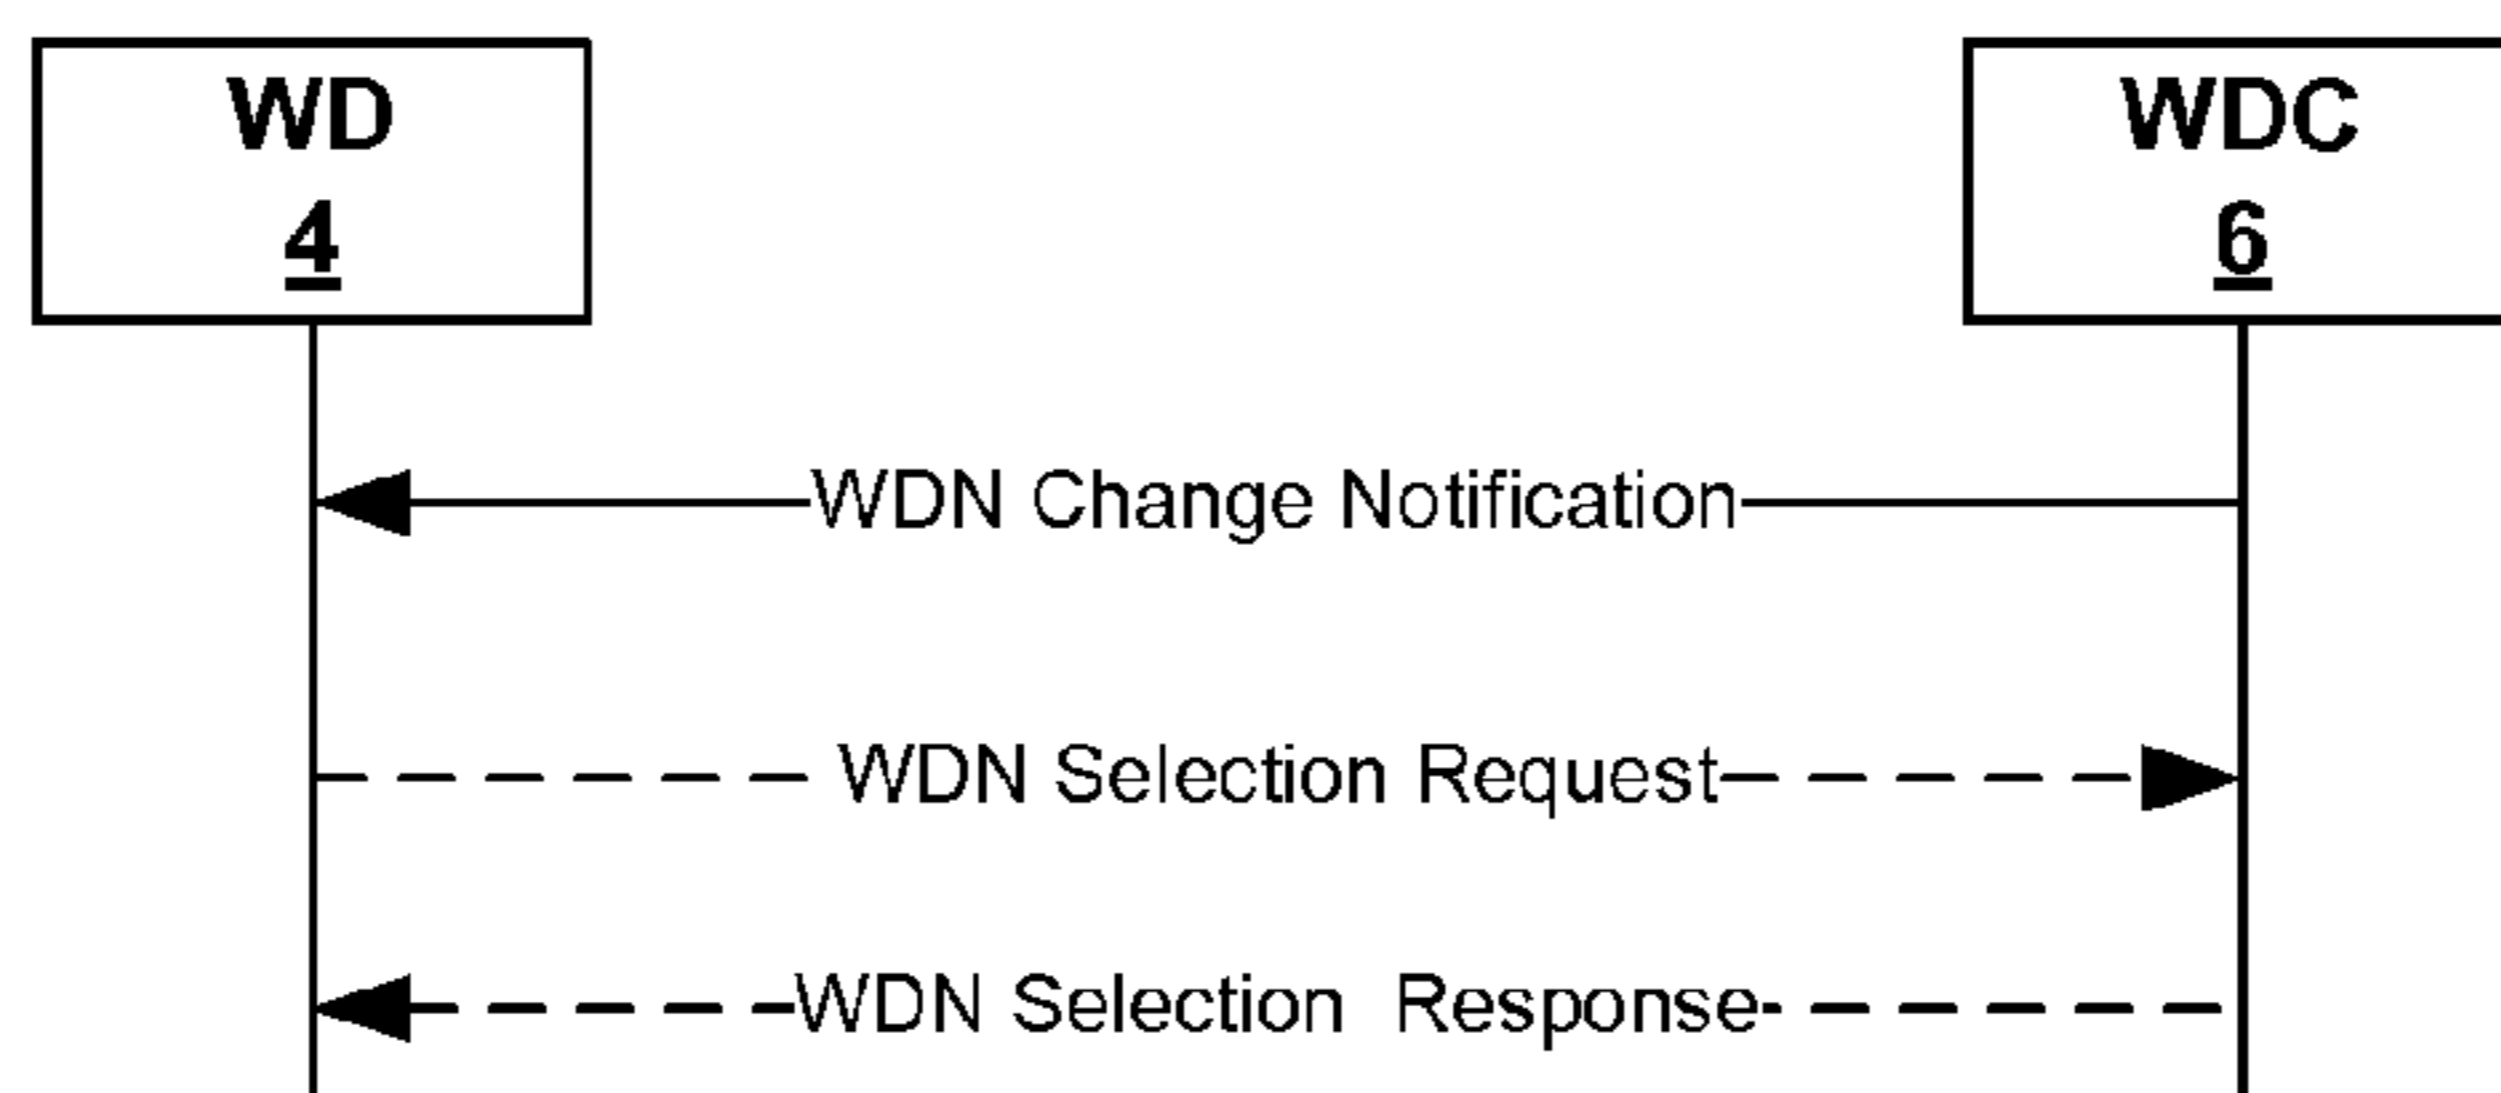 WD
4
WDC
6
WDN Change Notification
WDN Selection Request
WDN Selection Response